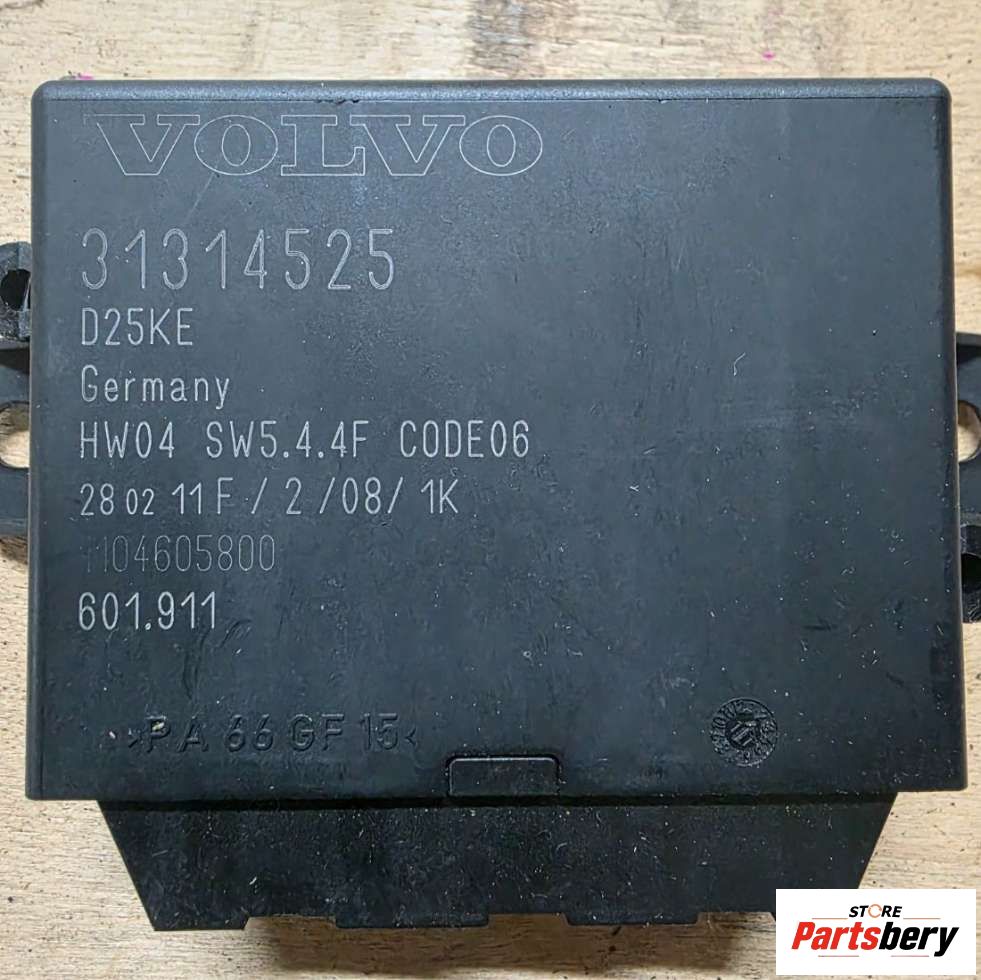 VOLVO
31314525
D25KE
Germany
HW04 SW5.4.4F CODE06
28 02 11 F / 2 /08/ 1K
1104605800
601.911
>PA 66 GF 15<
STORE
Partsbery